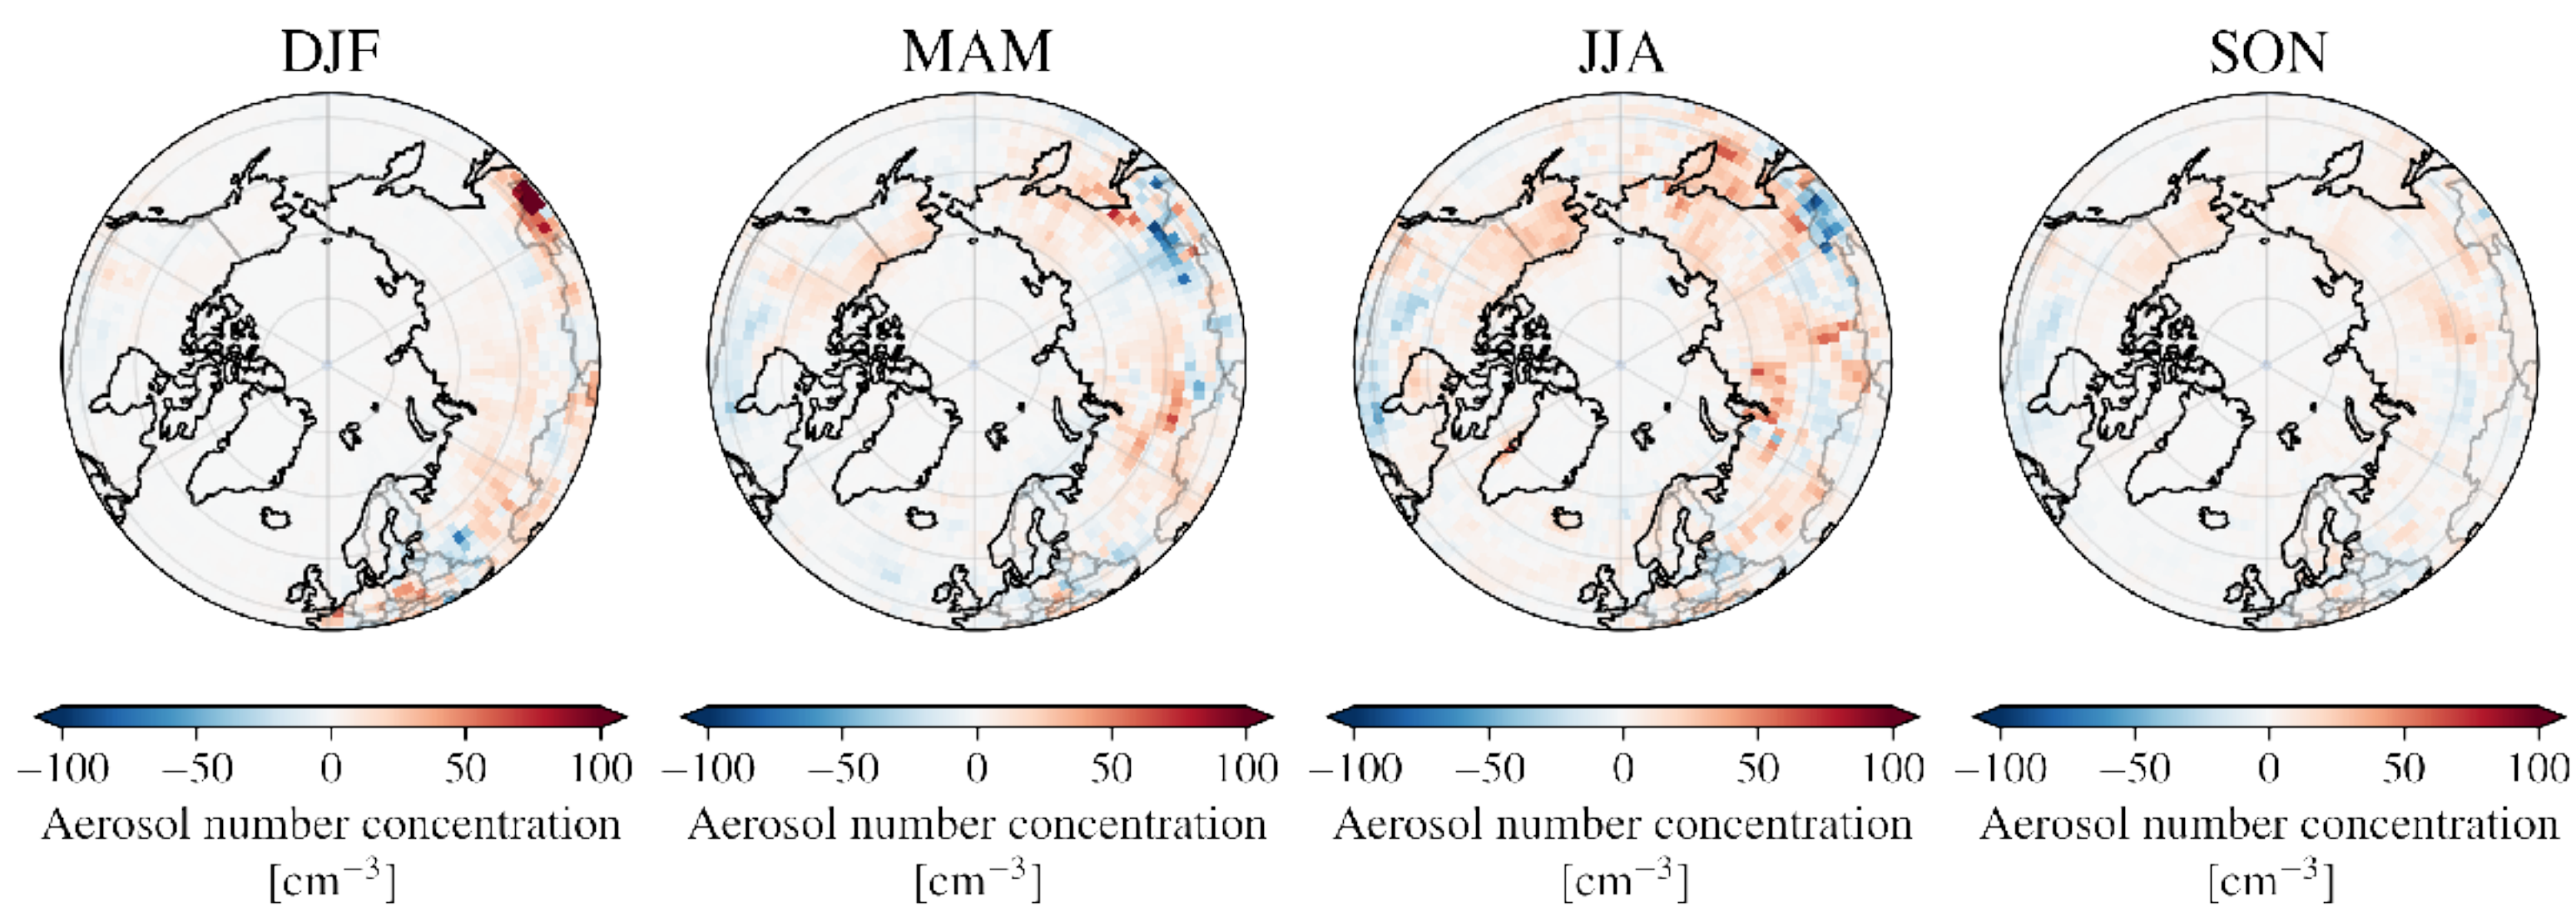 DJF MAM JJA SON
−100 −50 0 50 100 −100 −50 0 50 100 −100 −50 0 50 100 −100 −50 0 50 100
Aerosol number concentration Aerosol number concentration Aerosol number concentration Aerosol number concentration
[cm⁻³] [cm⁻³] [cm⁻³] [cm⁻³]